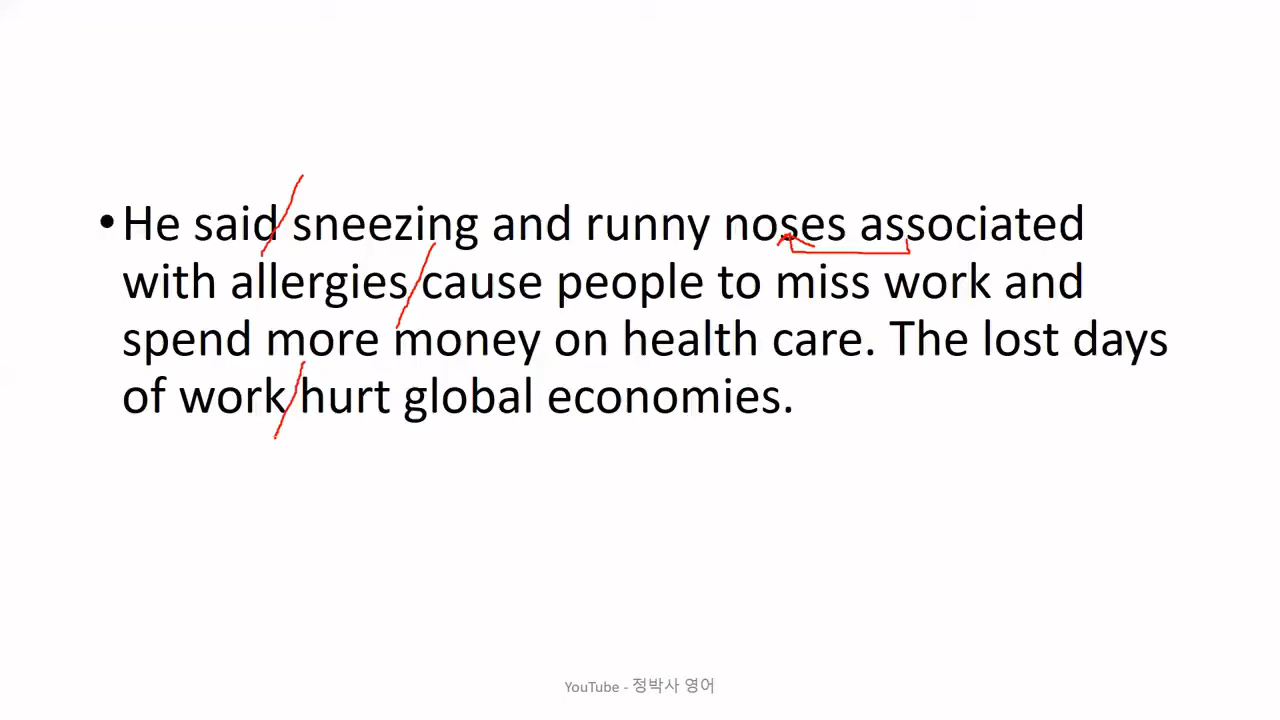 •He said sneezing and runny noses associated
with allergies cause people to miss work and
spend more money on health care. The lost days
of work hurt global economies.
YouTube - 정박사 영어